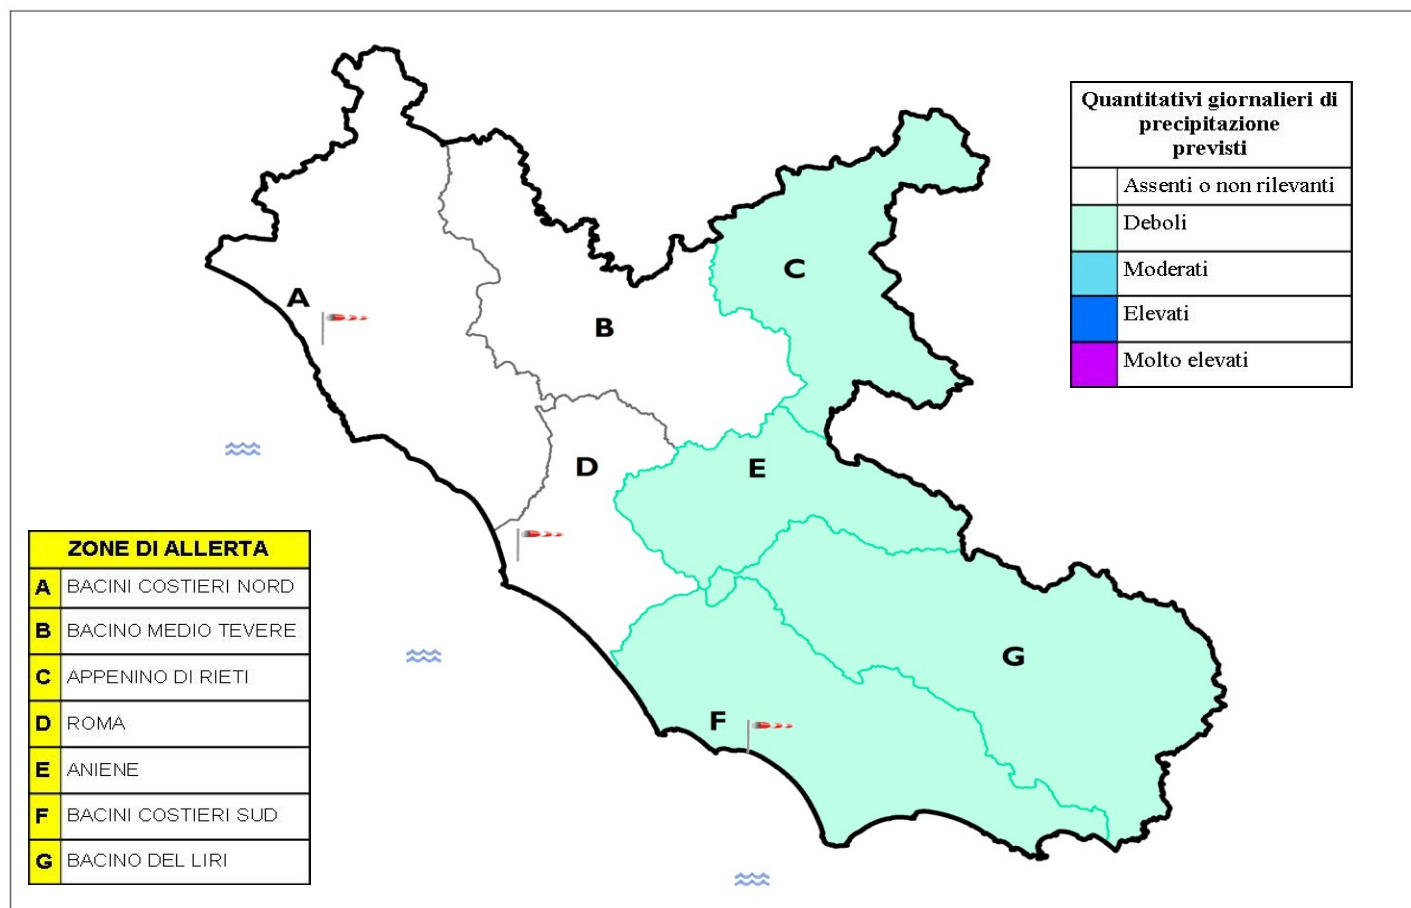 Quantitativi giornalieri di
precipitazione
previsti
Assenti o non rilevanti
Deboli
Moderati
Elevati
Molto elevati
A
B
C
D
E
F
G
ZONE DI ALLERTA
A BACINI COSTIERI NORD
B BACINO MEDIO TEVERE
C APPENINO DI RIETI
D ROMA
E ANIENE
F BACINI COSTIERI SUD
G BACINO DEL LIRI